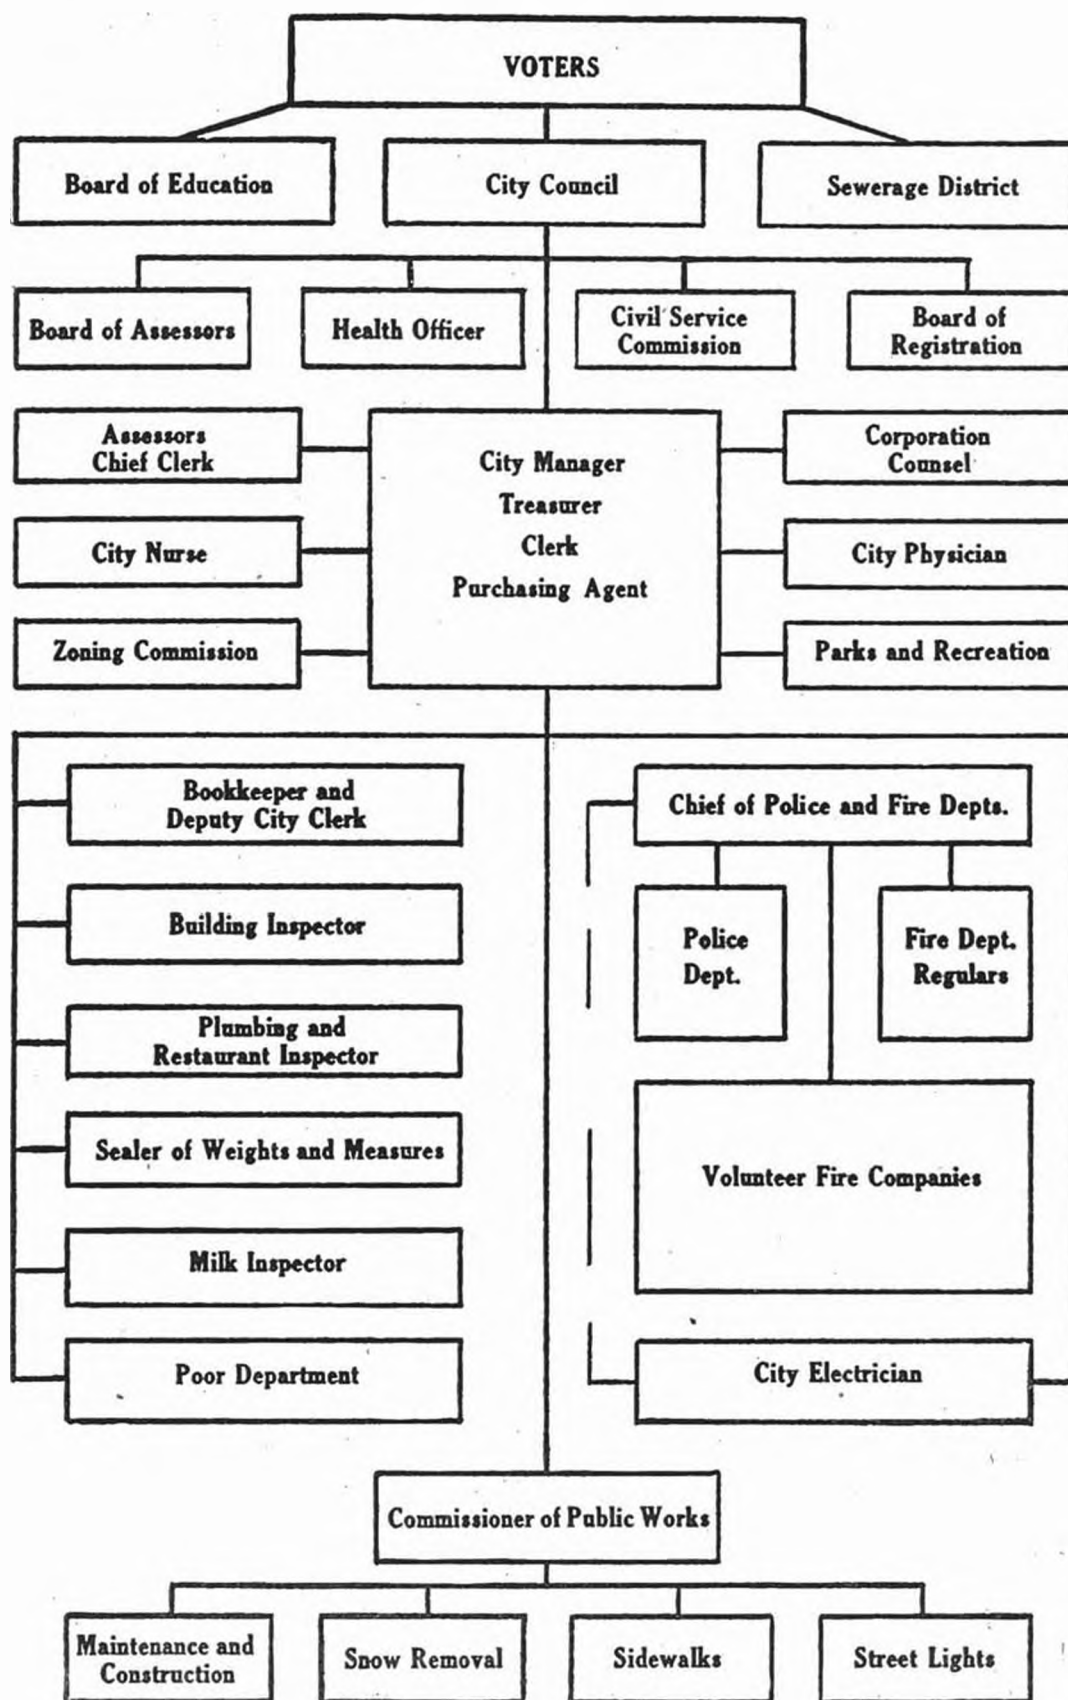 VOTERS
Board of Education
City Council
Sewerage District
Board of Assessors
Health Officer
Civil Service
Commission
Board of
Registration
Assessors
Chief Clerk
City Manager
Treasurer
Clerk
Purchasing Agent
Corporation
Counsel
City Nurse
City Physician
Zoning Commission
Parks and Recreation
Bookkeeper and
Deputy City Clerk
Building Inspector
Plumbing and
Restaurant Inspector
Sealer of Weights and Measures
Milk Inspector
Poor Department
Chief of Police and Fire Depts.
Police
Dept.
Fire Dept.
Regulars
Volunteer Fire Companies
City Electrician
Commissioner of Public Works
Maintenance and
Construction
Snow Removal
Sidewalks
Street Lights